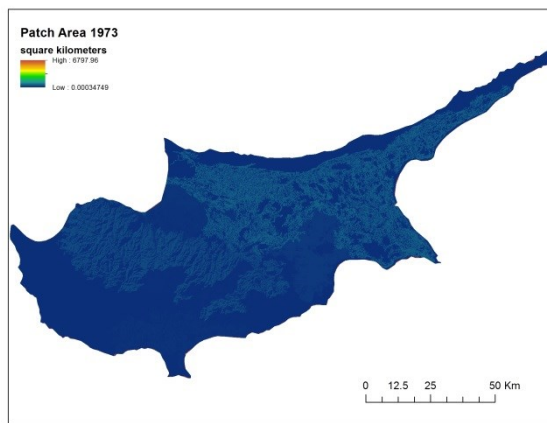 Patch Area 1973
square kilometers
High : 6797.96
Low : 0.00034749
0 12.5 25 50 Km